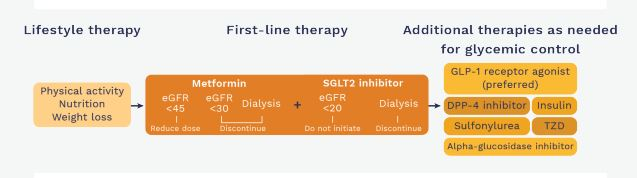 Lifestyle therapy
First-line therapy
Additional therapies as needed
for glycemic control
Physical activity
Nutrition
Weight loss
Metformin
eGFR
<45
eGFR
<30
Dialysis
Reduce dose
Discontinue
+
SGLT2 inhibitor
eGFR
<20
Dialysis
Do not initiate
Discontinue
GLP-1 receptor agonist
(preferred)
DPP-4 inhibitor
Insulin
Sulfonylurea
TZD
Alpha-glucosidase inhibitor